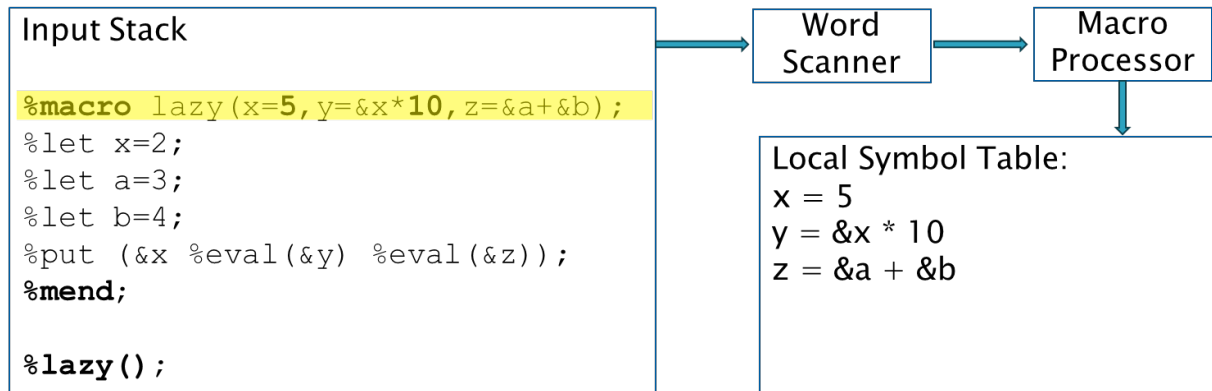 Input Stack
%macro lazy(x=5,y=&x*10,z=&a+&b);
%let x=2;
%let a=3;
%let b=4;
%put (&x %eval(&y) %eval(&z));
%mend;
%lazy();
Word
Scanner
Macro
Processor
Local Symbol Table:
x = 5
y = &x * 10
z = &a + &b